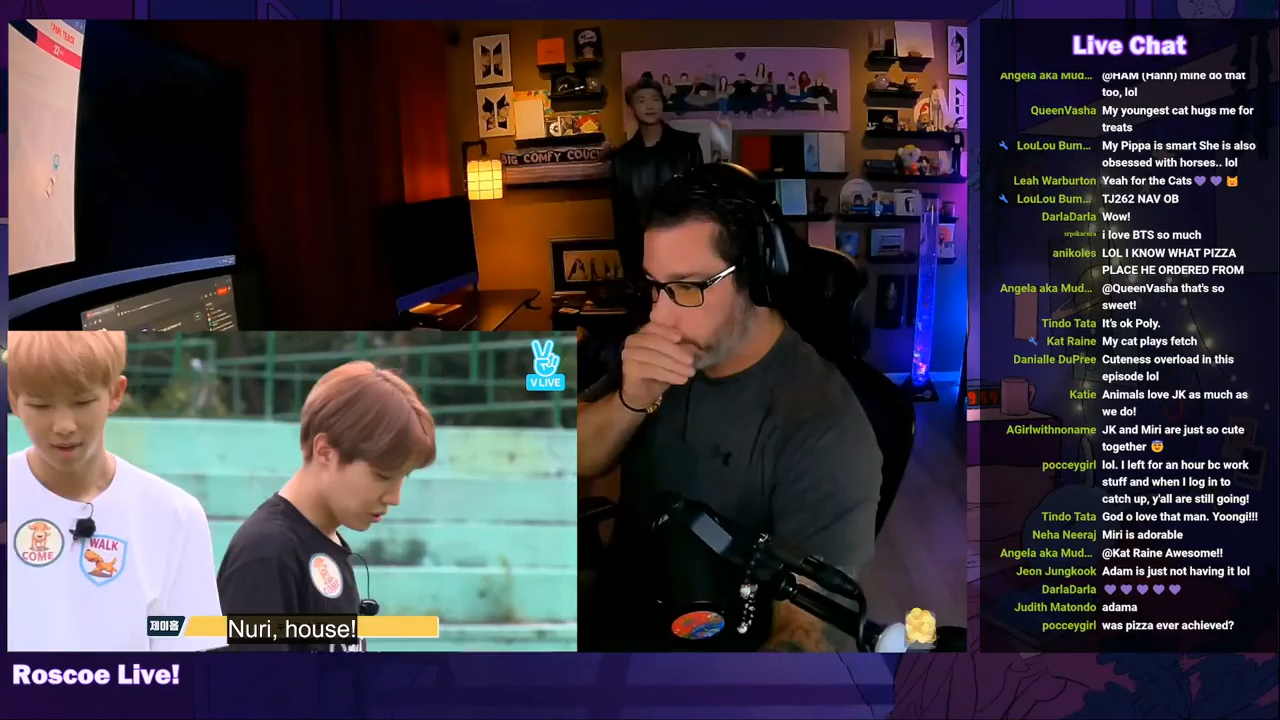 BIG COMFY COUCH
V LIVE
COME
WALK
COME
제이홉
Nuri, house!
Roscoe Live!
Live Chat
Angela aka Mud... @HAM (Hann) mine do that
too, lol
QueenVasha My youngest cat hugs me for
treats
LouLou Bum... My Pippa is smart She is also
obsessed with horses.. lol
Leah Warburton Yeah for the Cats💜 💜 😸
LouLou Bum... TJ262 NAV OB
DarlaDarla Wow!
i love BTS so much
anikoles LOL I KNOW WHAT PIZZA
PLACE HE ORDERED FROM
Angela aka Mud... @QueenVasha that's so
sweet!
Tindo Tata It's ok Poly.
Kat Raine My cat plays fetch
Danialle DuPree Cuteness overload in this
episode lol
Katie Animals love JK as much as
we do!
AGirlwithnoname JK and Miri are just so cute
together 😇
pocceygirl lol. I left for an hour bc work
stuff and when I log in to
catch up, y'all are still going!
Tindo Tata God o love that man. Yoongi!!!
Neha Neeraj Miri is adorable
Angela aka Mud... @Kat Raine Awesome!!
Jeon Jungkook Adam is just not having it lol
DarlaDarla 💜 💜 💜 💜 💜
Judith Matondo adama
pocceygirl was pizza ever achieved?